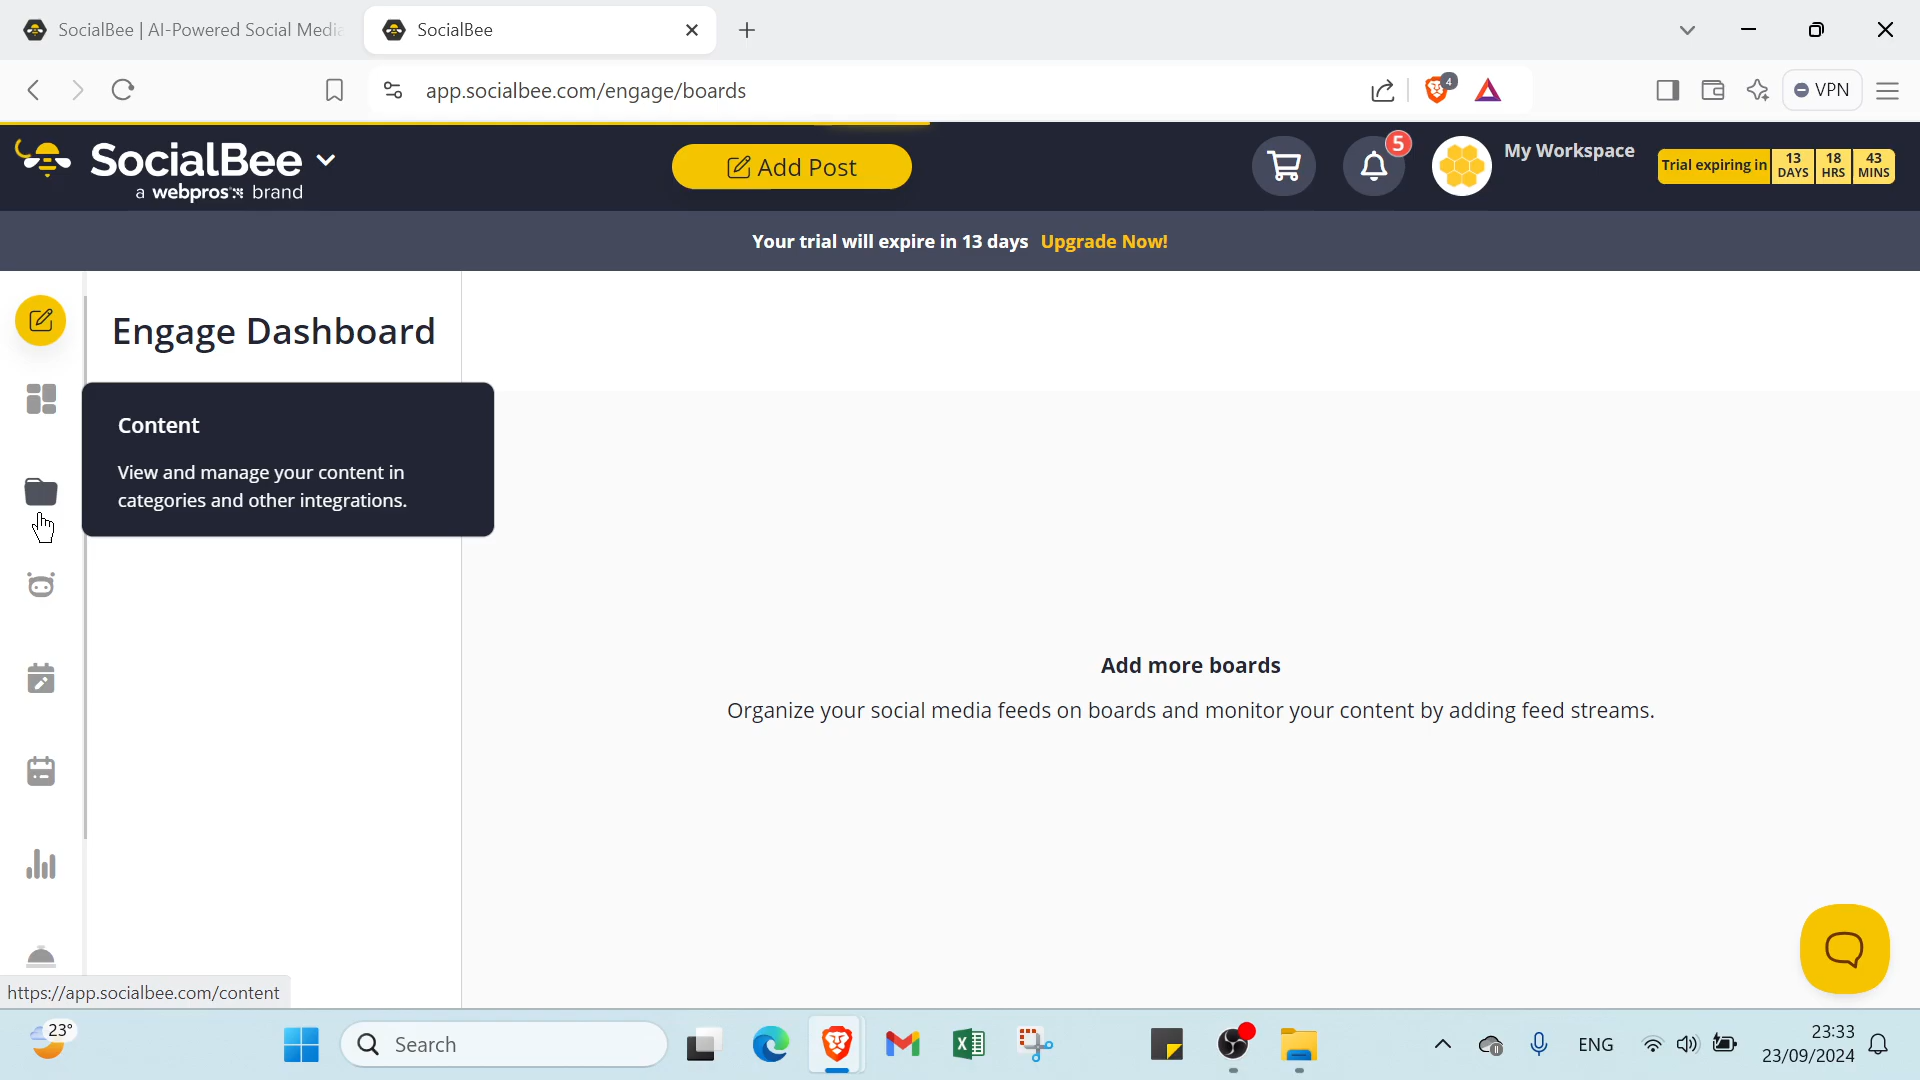 SocialBee | AI-Powered Social Media
SocialBee
app.socialbee.com/engage/boards
4
VPN
SocialBee
a webpros brand
Add Post
5
My Workspace
Trial expiring in
13 DAYS
18 HRS
43 MINS
Your trial will expire in 13 days Upgrade Now!
Engage Dashboard
Content
View and manage your content in
categories and other integrations.
Add more boards
Organize your social media feeds on boards and monitor your content by adding feed streams.
https://app.socialbee.com/content
23°
Search
ENG
23:33
23/09/2024